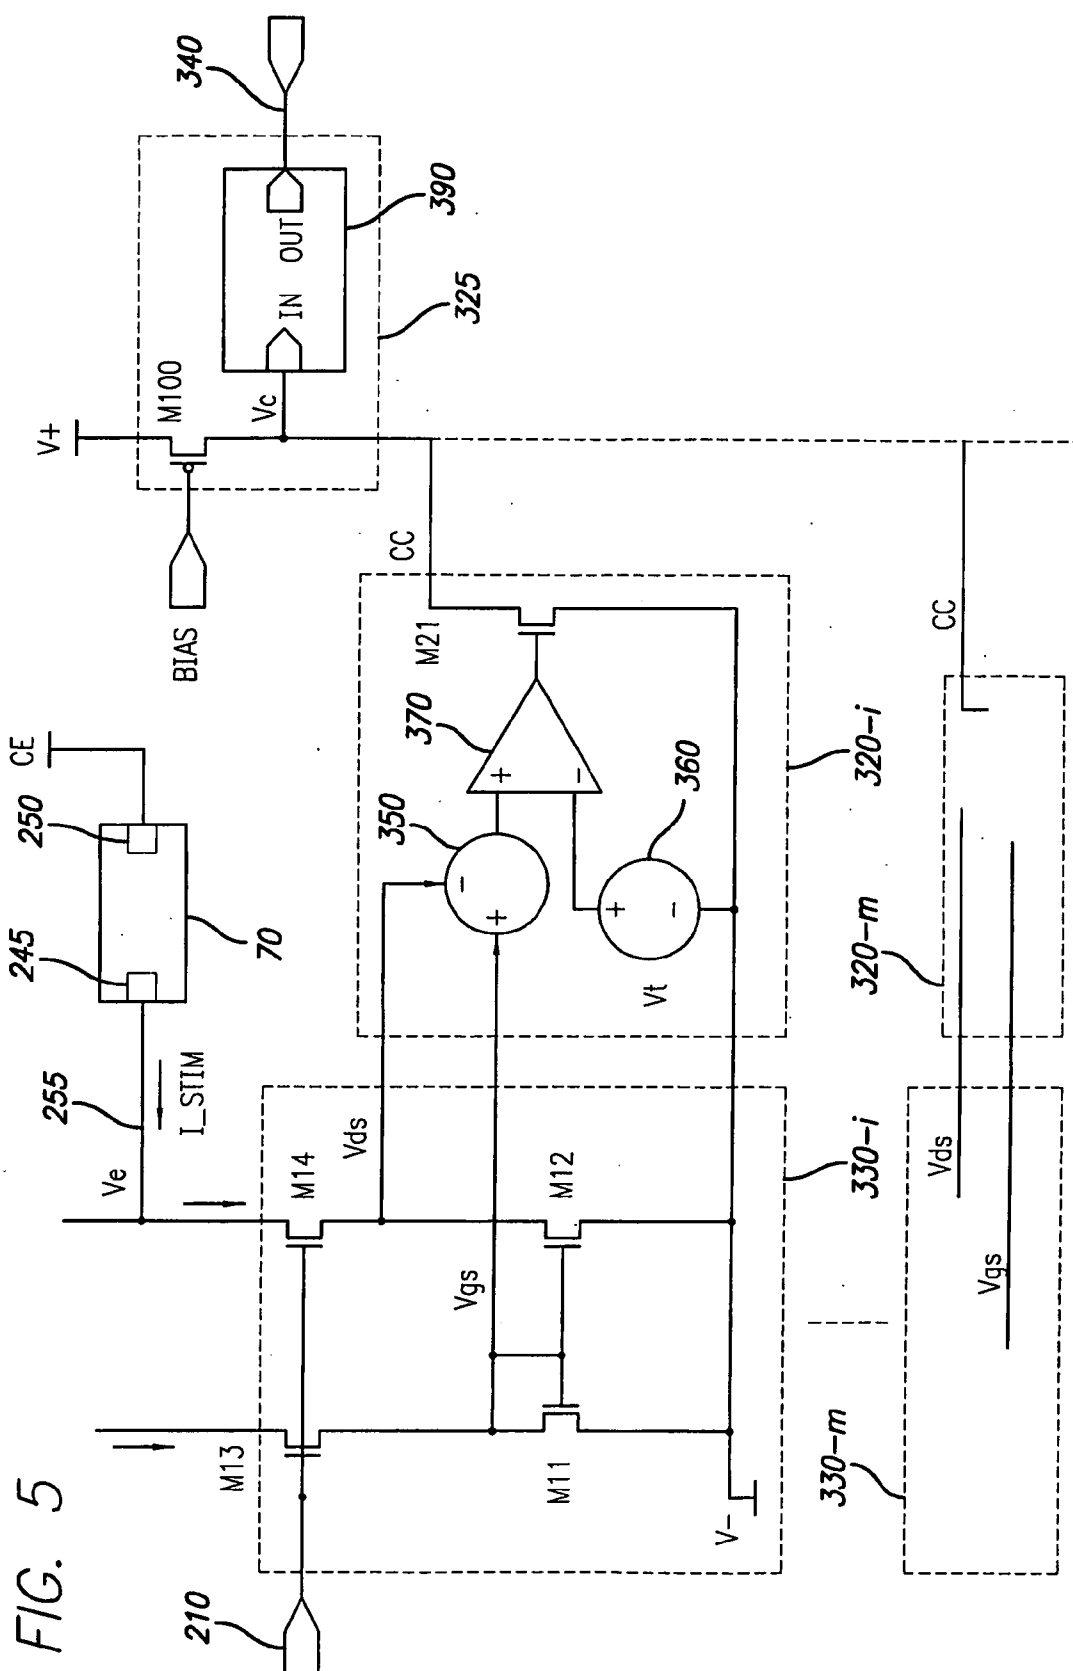 FIG. 5
210
M13
M14
M11
M12
Vgs
Vds
V-
330-i
Ve
255
I_STIM
245
250
70
CE
BIAS
V+
M100
Vc
IN
OUT
390
325
340
CC
M21
370
350
+
-
+
-
360
+
-
Vt
320-i
330-m
Vds
Vgs
320-m
CC